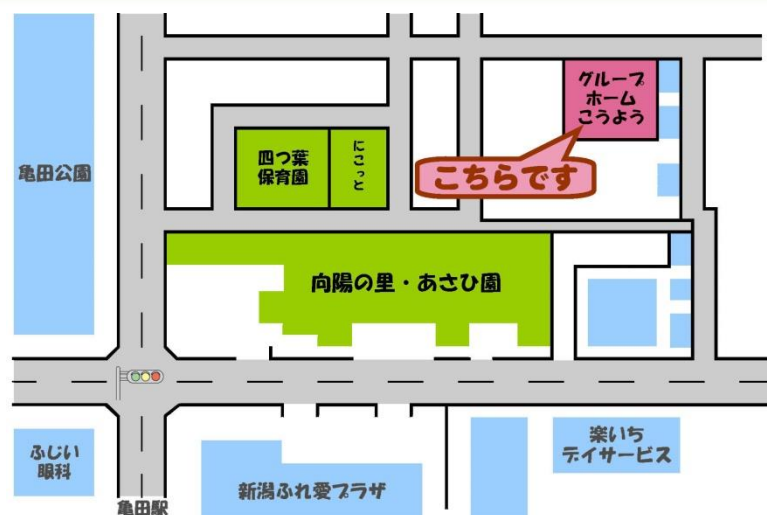 グループ
ホーム
こうよう
四つ葉
保育園
にこっと
こちらです
亀田公園
向陽の里・あさひ園
ふじい
眼科
新潟ふれ愛プラザ
楽いち
デイサービス
亀田駅